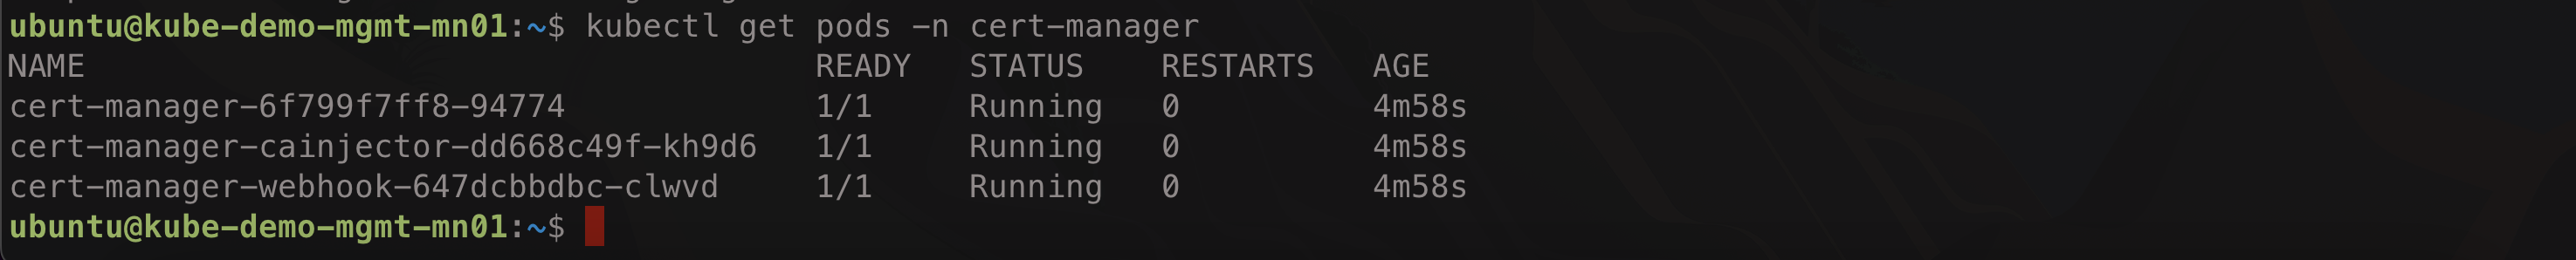 ubuntu@kube-demo-mgmt-mn01:~$ kubectl get pods -n cert-manager
NAME READY STATUS RESTARTS AGE
cert-manager-6f799f7ff8-94774 1/1 Running 0 4m58s
cert-manager-cainjector-dd668c49f-kh9d6 1/1 Running 0 4m58s
cert-manager-webhook-647dcbbdbc-clwvd 1/1 Running 0 4m58s
ubuntu@kube-demo-mgmt-mn01:~$